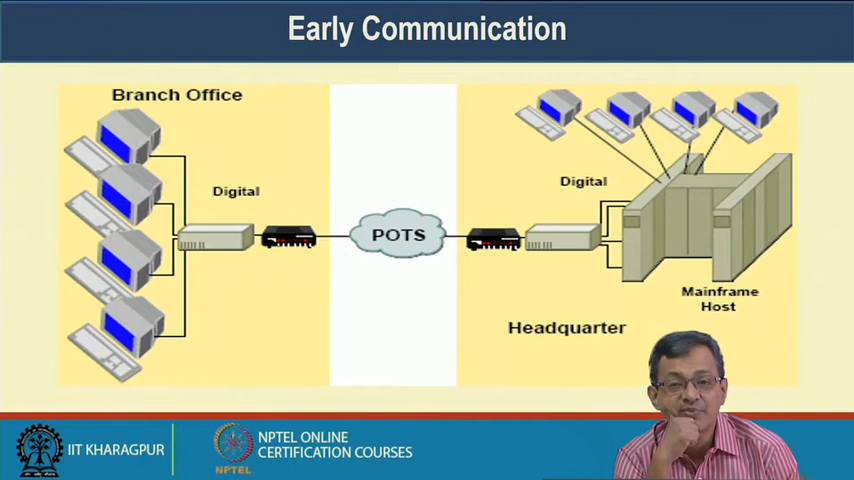 Early Communication
Branch Office
Digital
POTS
Digital
Mainframe
Host
Headquarter
IIT KHARAGPUR
NPTEL
NPTEL ONLINE
CERTIFICATION COURSES